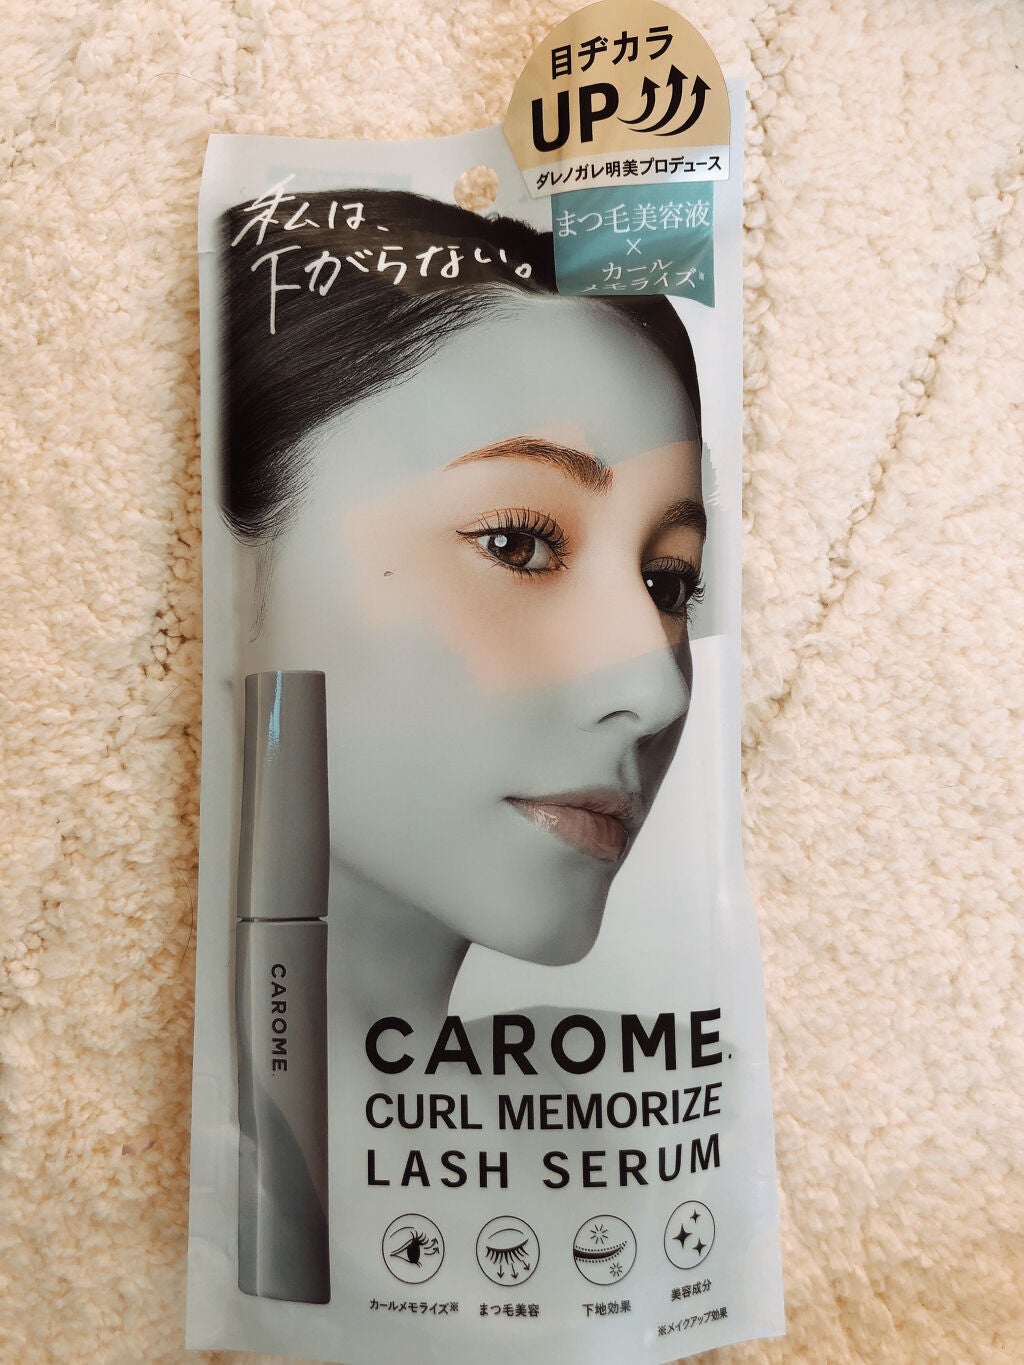 目ヂカラ
UP
ダレノガレ明美プロデュース
まつ毛美容液
×
カール
メモライズ※
私は、
下がらない。
CAROME.
CAROME.
CURL MEMORIZE
LASH SERUM
カールメモライズ※
まつ毛美容
下地効果
美容成分
※メイクアップ効果